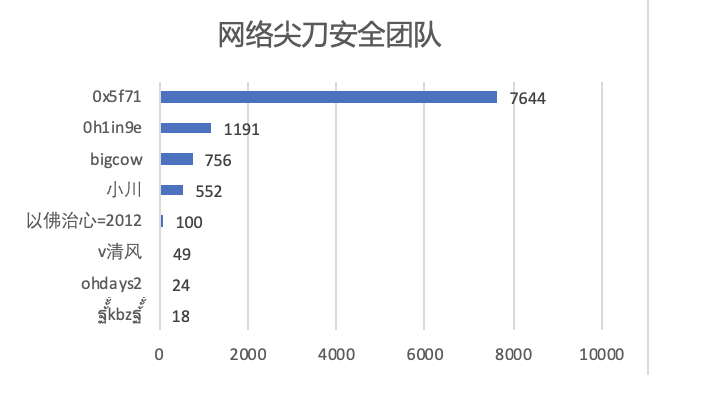 网络尖刀安全团队
0x5f71 7644
0h1in9e 1191
bigcow 756
小川 552
以佛治心=2012 100
v清风 49
ohdays2 24
kbz 18
0 2000 4000 6000 8000 10000